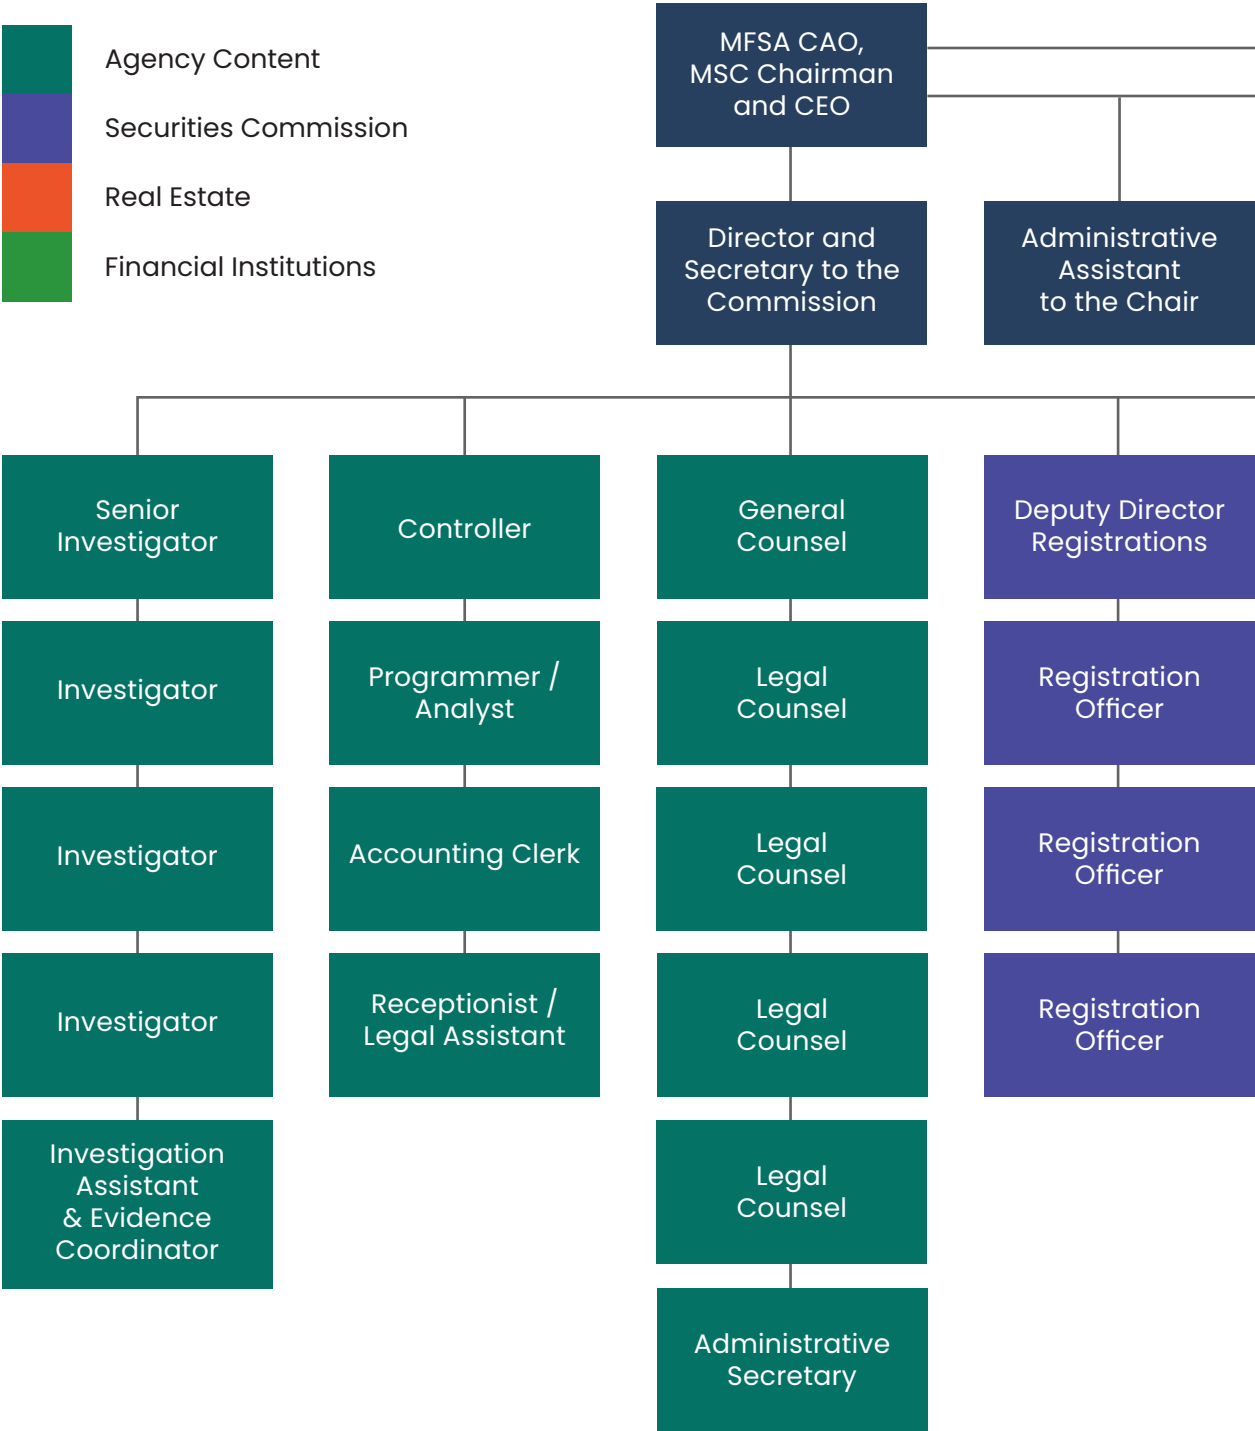 Agency Content
Securities Commission
Real Estate
Financial Institutions
MFSA CAO,
MSC Chairman
and CEO
Director and
Secretary to the
Commission
Administrative
Assistant
to the Chair
Senior
Investigator
Investigator
Investigator
Investigator
Investigation
Assistant
& Evidence
Coordinator
Controller
Programmer /
Analyst
Accounting Clerk
Receptionist /
Legal Assistant
General
Counsel
Legal
Counsel
Legal
Counsel
Legal
Counsel
Legal
Counsel
Administrative
Secretary
Deputy Director
Registrations
Registration
Officer
Registration
Officer
Registration
Officer